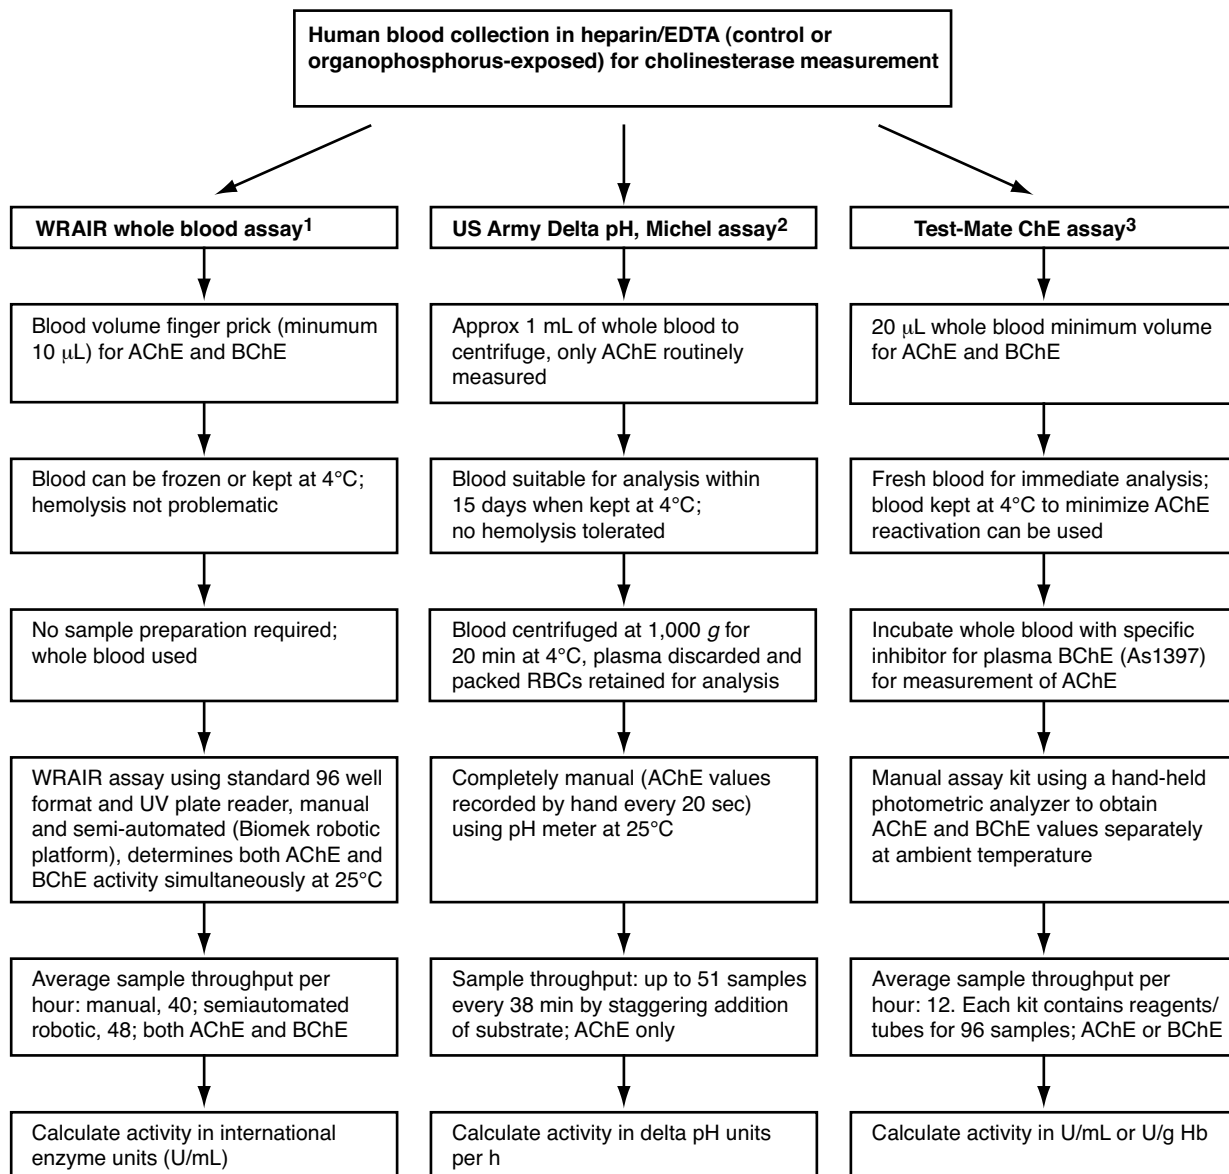 Human blood collection in heparin/EDTA (control or
organophosphorus-exposed) for cholinesterase measurement
WRAIR whole blood assay1
Blood volume finger prick (minumum
10 μL) for AChE and BChE
Blood can be frozen or kept at 4°C;
hemolysis not problematic
No sample preparation required;
whole blood used
WRAIR assay using standard 96 well
format and UV plate reader, manual
and semi-automated (Biomek robotic
platform), determines both AChE and
BChE activity simultaneously at 25°C
Average sample throughput per
hour: manual, 40; semiautomated
robotic, 48; both AChE and BChE
Calculate activity in international
enzyme units (U/mL)
US Army Delta pH, Michel assay2
Approx 1 mL of whole blood to
centrifuge, only AChE routinely
measured
Blood suitable for analysis within
15 days when kept at 4°C;
no hemolysis tolerated
Blood centrifuged at 1,000 g for
20 min at 4°C, plasma discarded and
packed RBCs retained for analysis
Completely manual (AChE values
recorded by hand every 20 sec)
using pH meter at 25°C
Sample throughput: up to 51 samples
every 38 min by staggering addition
of substrate; AChE only
Calculate activity in delta pH units
per h
Test-Mate ChE assay3
20 μL whole blood minimum volume
for AChE and BChE
Fresh blood for immediate analysis;
blood kept at 4°C to minimize AChE
reactivation can be used
Incubate whole blood with specific
inhibitor for plasma BChE (As1397)
for measurement of AChE
Manual assay kit using a hand-held
photometric analyzer to obtain
AChE and BChE values separately
at ambient temperature
Average sample throughput per
hour: 12. Each kit contains reagents/
tubes for 96 samples; AChE or BChE
Calculate activity in U/mL or U/g Hb